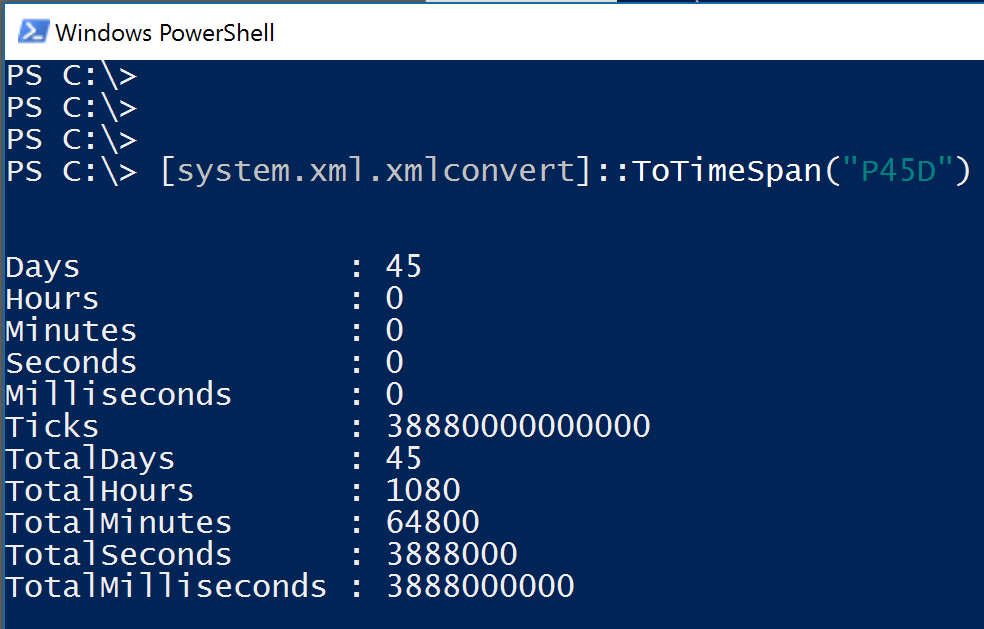 Windows PowerShell
PS C:\>
PS C:\>
PS C:\>
PS C:\> [system.xml.xmlconvert]::ToTimeSpan("P45D")
Days              : 45
Hours             : 0
Minutes           : 0
Seconds           : 0
Milliseconds      : 0
Ticks             : 38880000000000
TotalDays         : 45
TotalHours        : 1080
TotalMinutes      : 64800
TotalSeconds      : 3888000
TotalMilliseconds : 3888000000